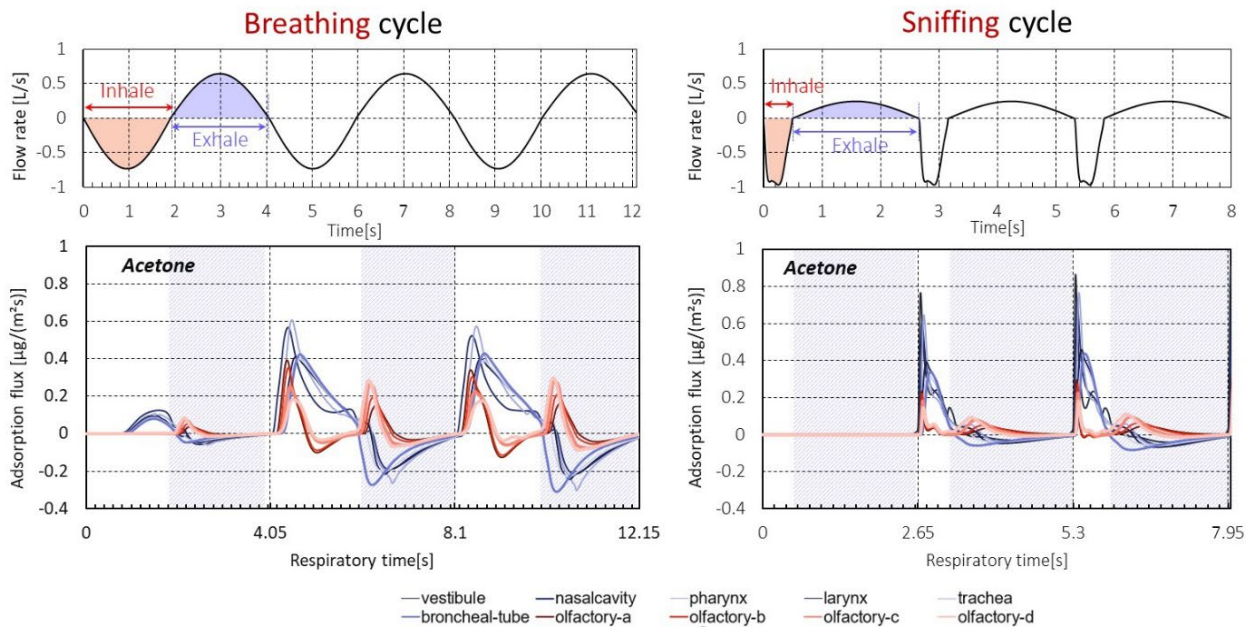 Breathing cycle
Flow rate [L/s]
1
0.5
0
-0.5
-1
Inhale
Exhale
0 1 2 3 4 5 6 7 8 9 10 11 12
Time[s]
Adsorption flux [µg/(m²s)]
1
0.8
0.6
0.4
0.2
0
-0.2
-0.4
Acetone
0 4.05 8.1 12.15
Respiratory time[s]
Sniffing cycle
Flow rate [L/s]
1
0.5
0
-0.5
-1
Inhale
Exhale
0 1 2 3 4 5 6 7 8
Time[s]
Adsorption flux [µg/(m²s)]
1
0.8
0.6
0.4
0.2
0
-0.2
-0.4
Acetone
0 2.65 5.3 7.95
Respiratory time[s]
vestibule nasalcavity pharynx larynx trachea
broncheal-tube olfactory-a olfactory-b olfactory-c olfactory-d